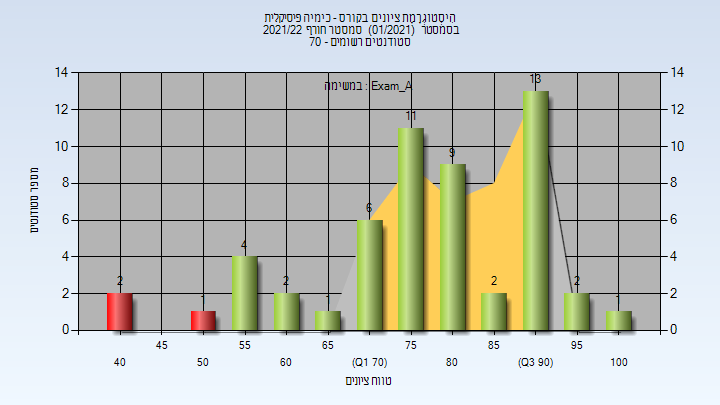 היסטוגרמת ציונים בקורס - כימיה פיסיקלית
בסמסטר (01/2021) סמסטר חורף 2021/22
סטודנטים רשומים - 70
במשימה : Exam_A
מספר סטודנטים
14 12 10 8 6 4 2 0
14 12 10 8 6 4 2 0
2 1 4 2 1 6 11 9 2 13 2 1
45 55 65 75 85 95
40 50 60 (Q1 70) 80 (Q3 90) 100
טווח ציונים